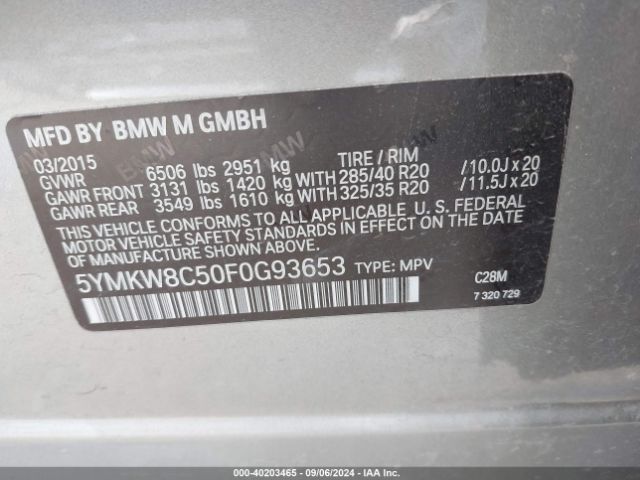 MFD BY BMW M GMBH
03/2015
GVWR 6506 lbs 2951 kg TIRE / RIM
GAWR FRONT 3131 lbs 1420 kg WITH 285/40 R20 /10.0J x 20
GAWR REAR 3549 lbs 1610 kg WITH 325/35 R20 /11.5J x 20
THIS VEHICLE CONFORMS TO ALL APPLICABLE U. S. FEDERAL
MOTOR VEHICLE SAFETY STANDARDS IN EFFECT ON THE DATE
OF MANUFACTURE SHOWN ABOVE.
5YMKW8C50F0G93653 TYPE: MPV
C28M
7 320 729
000-40203465 - 09/06/2024 - IAA Inc.